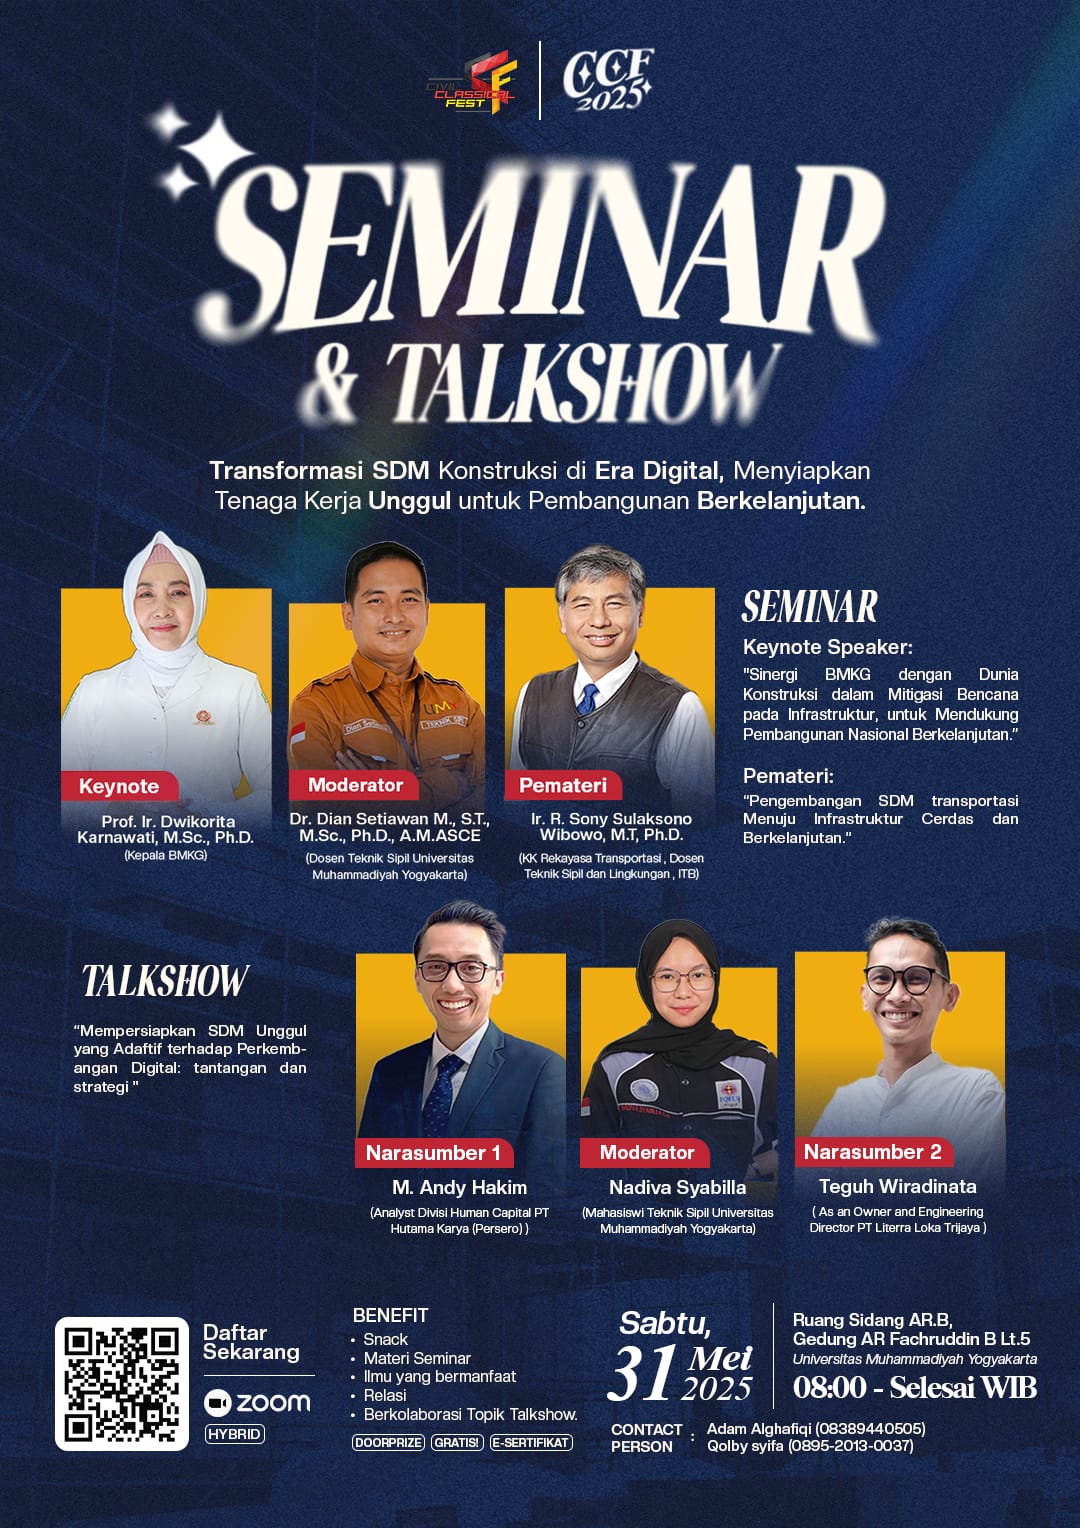 CIVIL
CLASSICAL
FEST
CCF
2025
SEMINAR
& TALKSHOW
Transformasi SDM Konstruksi di Era Digital, Menyiapkan
Tenaga Kerja Unggul untuk Pembangunan Berkelanjutan.
UMY
Dian Setiawan
TEKNIK SIPIL
Keynote
Prof. Ir. Dwikorita
Karnawati, M.Sc., Ph.D.
(Kepala BMKG)
Moderator
Dr. Dian Setiawan M., S.T.,
M.Sc., Ph.D., A.M.ASCE
(Dosen Teknik Sipil Universitas
Muhammadiyah Yogyakarta)
Pemateri
Ir. R. Sony Sulaksono
Wibowo, M.T, Ph.D.
(KK Rekayasa Transportasi , Dosen
Teknik Sipil dan Lingkungan , ITB)
SEMINAR
Keynote Speaker:
"Sinergi BMKG dengan Dunia
Konstruksi dalam Mitigasi Bencana
pada Infrastruktur, untuk Mendukung
Pembangunan Nasional Berkelanjutan.”
Pemateri:
“Pengembangan SDM transportasi
Menuju Infrastruktur Cerdas dan
Berkelanjutan."
TALKSHOW
“Mempersiapkan SDM Unggul
yang Adaftif terhadap Perkemb-
angan Digital: tantangan dan
strategi "
Narasumber 1
M. Andy Hakim
(Analyst Divisi Human Capital PT
Hutama Karya (Persero) )
Moderator
Nadiva Syabilla
(Mahasiswi Teknik Sipil Universitas
Muhammadiyah Yogyakarta)
Narasumber 2
Teguh Wiradinata
( As an Owner and Engineering
Director PT Literra Loka Trijaya )
Daftar
Sekarang
zoom
HYBRID
BENEFIT
• Snack
• Materi Seminar
• Ilmu yang bermanfaat
• Relasi
• Berkolaborasi Topik Talkshow.
DOORPRIZE GRATIS! E-SERTIFIKAT
Sabtu,
31 Mei
2025
Ruang Sidang AR.B,
Gedung AR Fachruddin B Lt.5
Universitas Muhammadiyah Yogyakarta
08:00 - Selesai WIB
CONTACT
PERSON :
Adam Alghafiqi (08389440505)
Qolby syifa (0895-2013-0037)